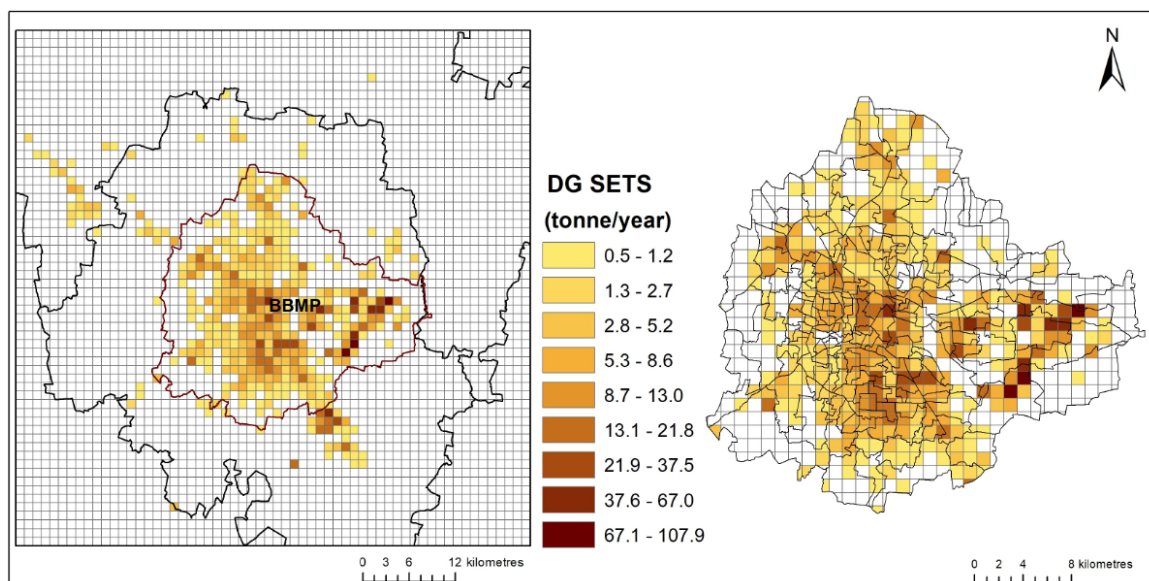 N
BBMP
DG SETS
(tonne/year)
0.5 - 1.2
1.3 - 2.7
2.8 - 5.2
5.3 - 8.6
8.7 - 13.0
13.1 - 21.8
21.9 - 37.5
37.6 - 67.0
67.1 - 107.9
0 3 6 12 kilometres
0 2 4 8 kilometres